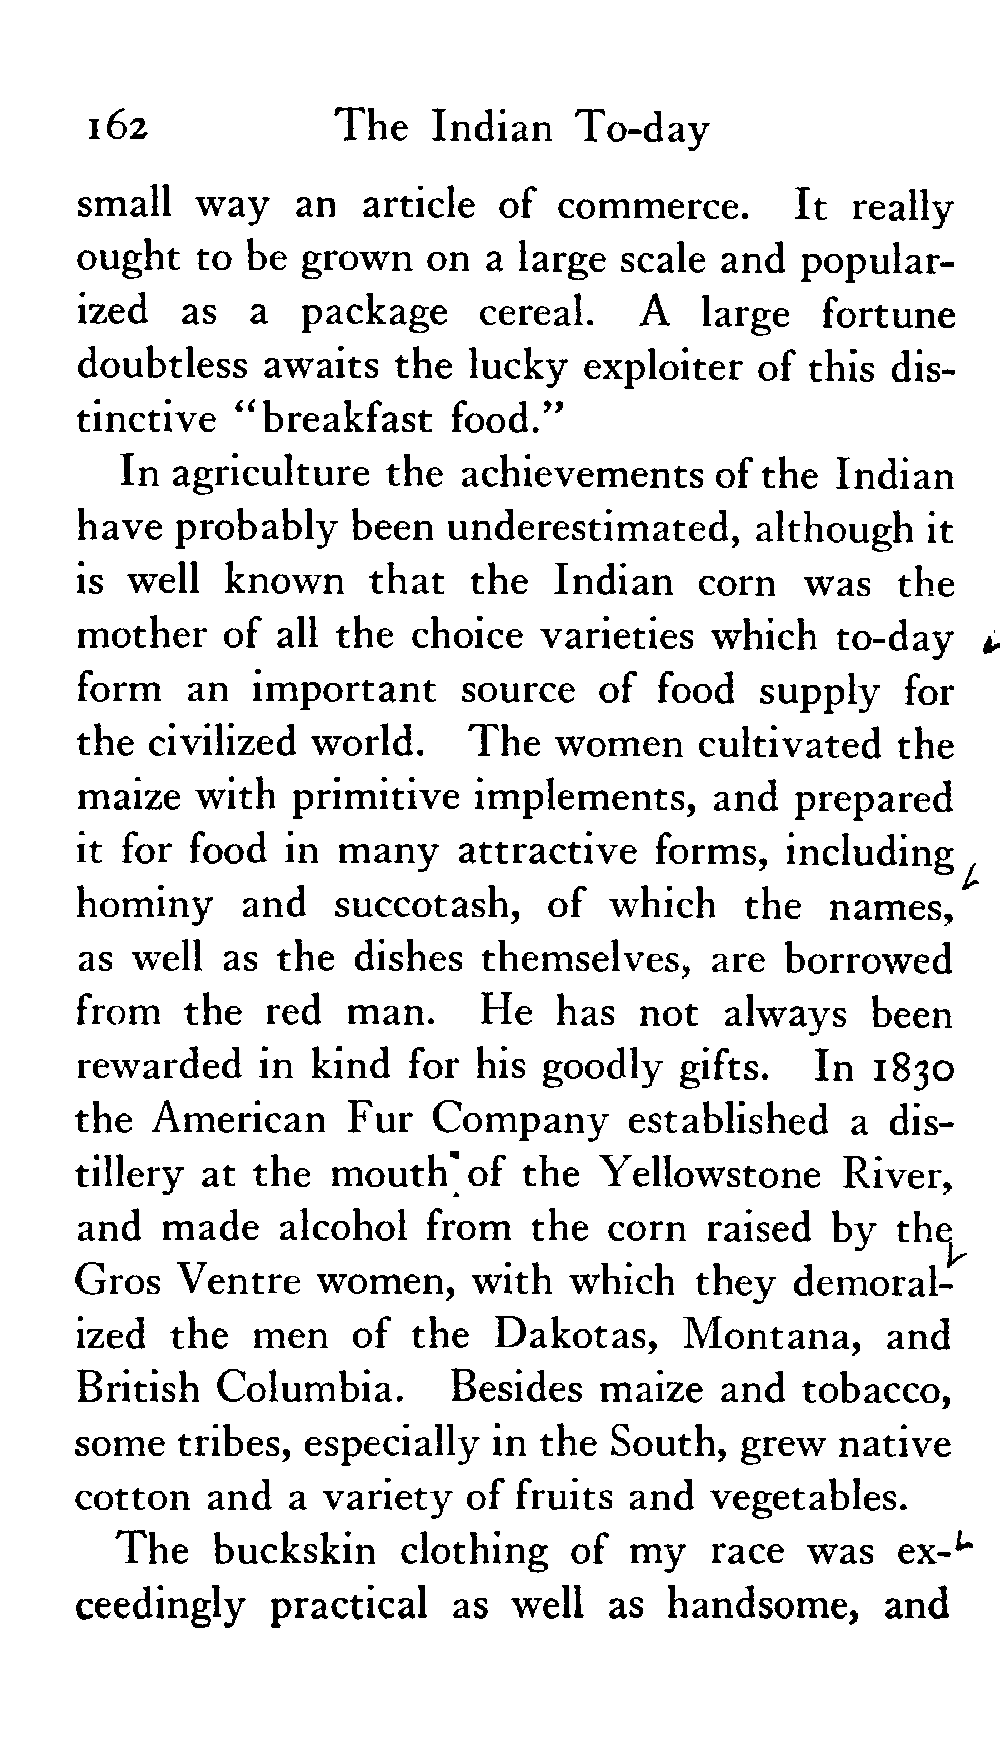 162 The Indian To-day
small way an article of commerce. It really
ought to be grown on a large scale and popular-
ized as a package cereal. A large fortune
doubtless awaits the lucky exploiter of this dis-
tinctive "breakfast food."
In agriculture the achievements of the Indian
have probably been underestimated, although it
is well known that the Indian corn was the
mother of all the choice varieties which to-day
form an important source of food supply for
the civilized world. The women cultivated the
maize with primitive implements, and prepared
it for food in many attractive forms, including
hominy and succotash, of which the names,
as well as the dishes themselves, are borrowed
from the red man. He has not always been
rewarded in kind for his goodly gifts. In 1830
the American Fur Company established a dis-
tillery at the mouth of the Yellowstone River,
and made alcohol from the corn raised by the
Gros Ventre women, with which they demoral-
ized the men of the Dakotas, Montana, and
British Columbia. Besides maize and tobacco,
some tribes, especially in the South, grew native
cotton and a variety of fruits and vegetables.
The buckskin clothing of my race was ex-
ceedingly practical as well as handsome, and